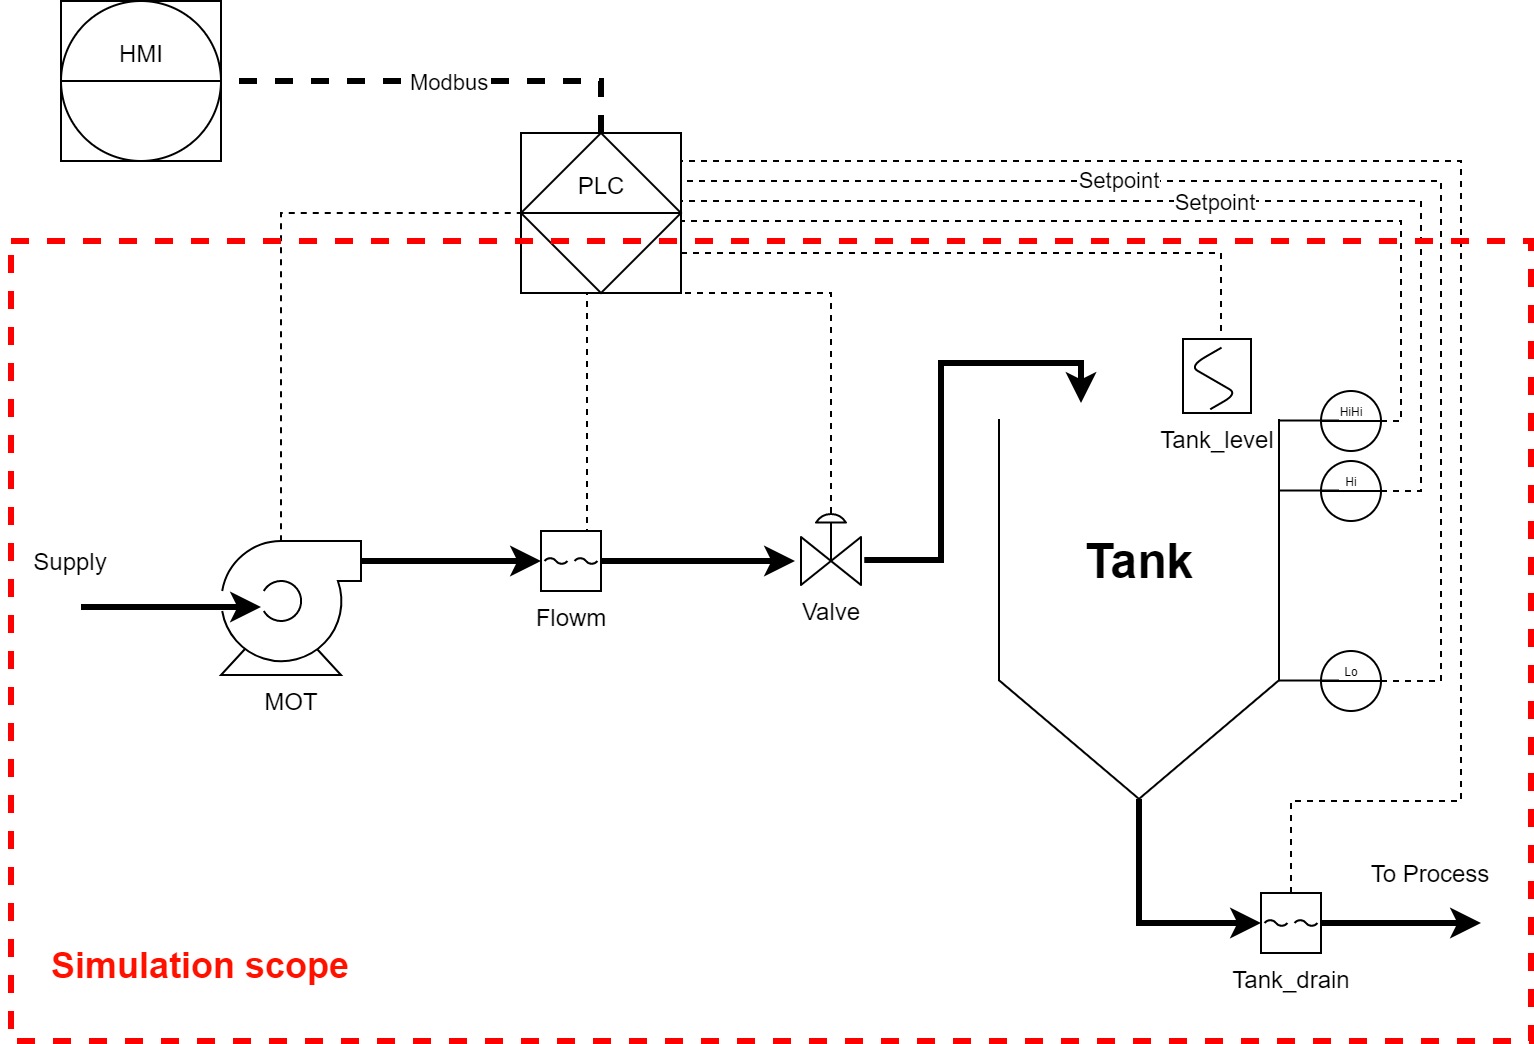 HMI
Modbus
PLC
Setpoint
Setpoint
HiHi
Tank_level
Hi
Supply
Tank
Flowm
Valve
Lo
MOT
To Process
Simulation scope
Tank_drain